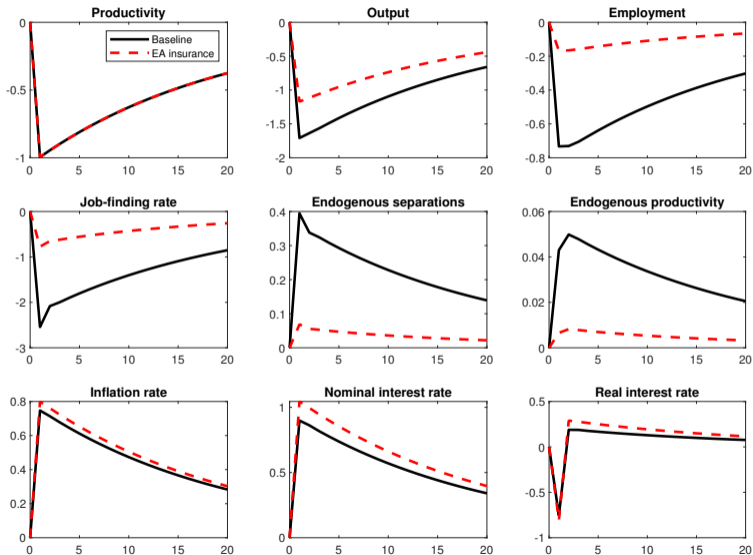 Productivity
0
-0.5
-1
0 5 10 15 20
Baseline
EA insurance
Output
0
-0.5
-1
-1.5
-2
0 5 10 15 20
Employment
0
-0.2
-0.4
-0.6
-0.8
0 5 10 15 20
Job-finding rate
0
-1
-2
-3
0 5 10 15 20
Endogenous separations
0.4
0.3
0.2
0.1
0
0 5 10 15 20
Endogenous productivity
0.06
0.04
0.02
0
0 5 10 15 20
Inflation rate
0.8
0.6
0.4
0.2
0
0 5 10 15 20
Nominal interest rate
1
0.5
0
0 5 10 15 20
Real interest rate
0.5
0
-0.5
-1
0 5 10 15 20